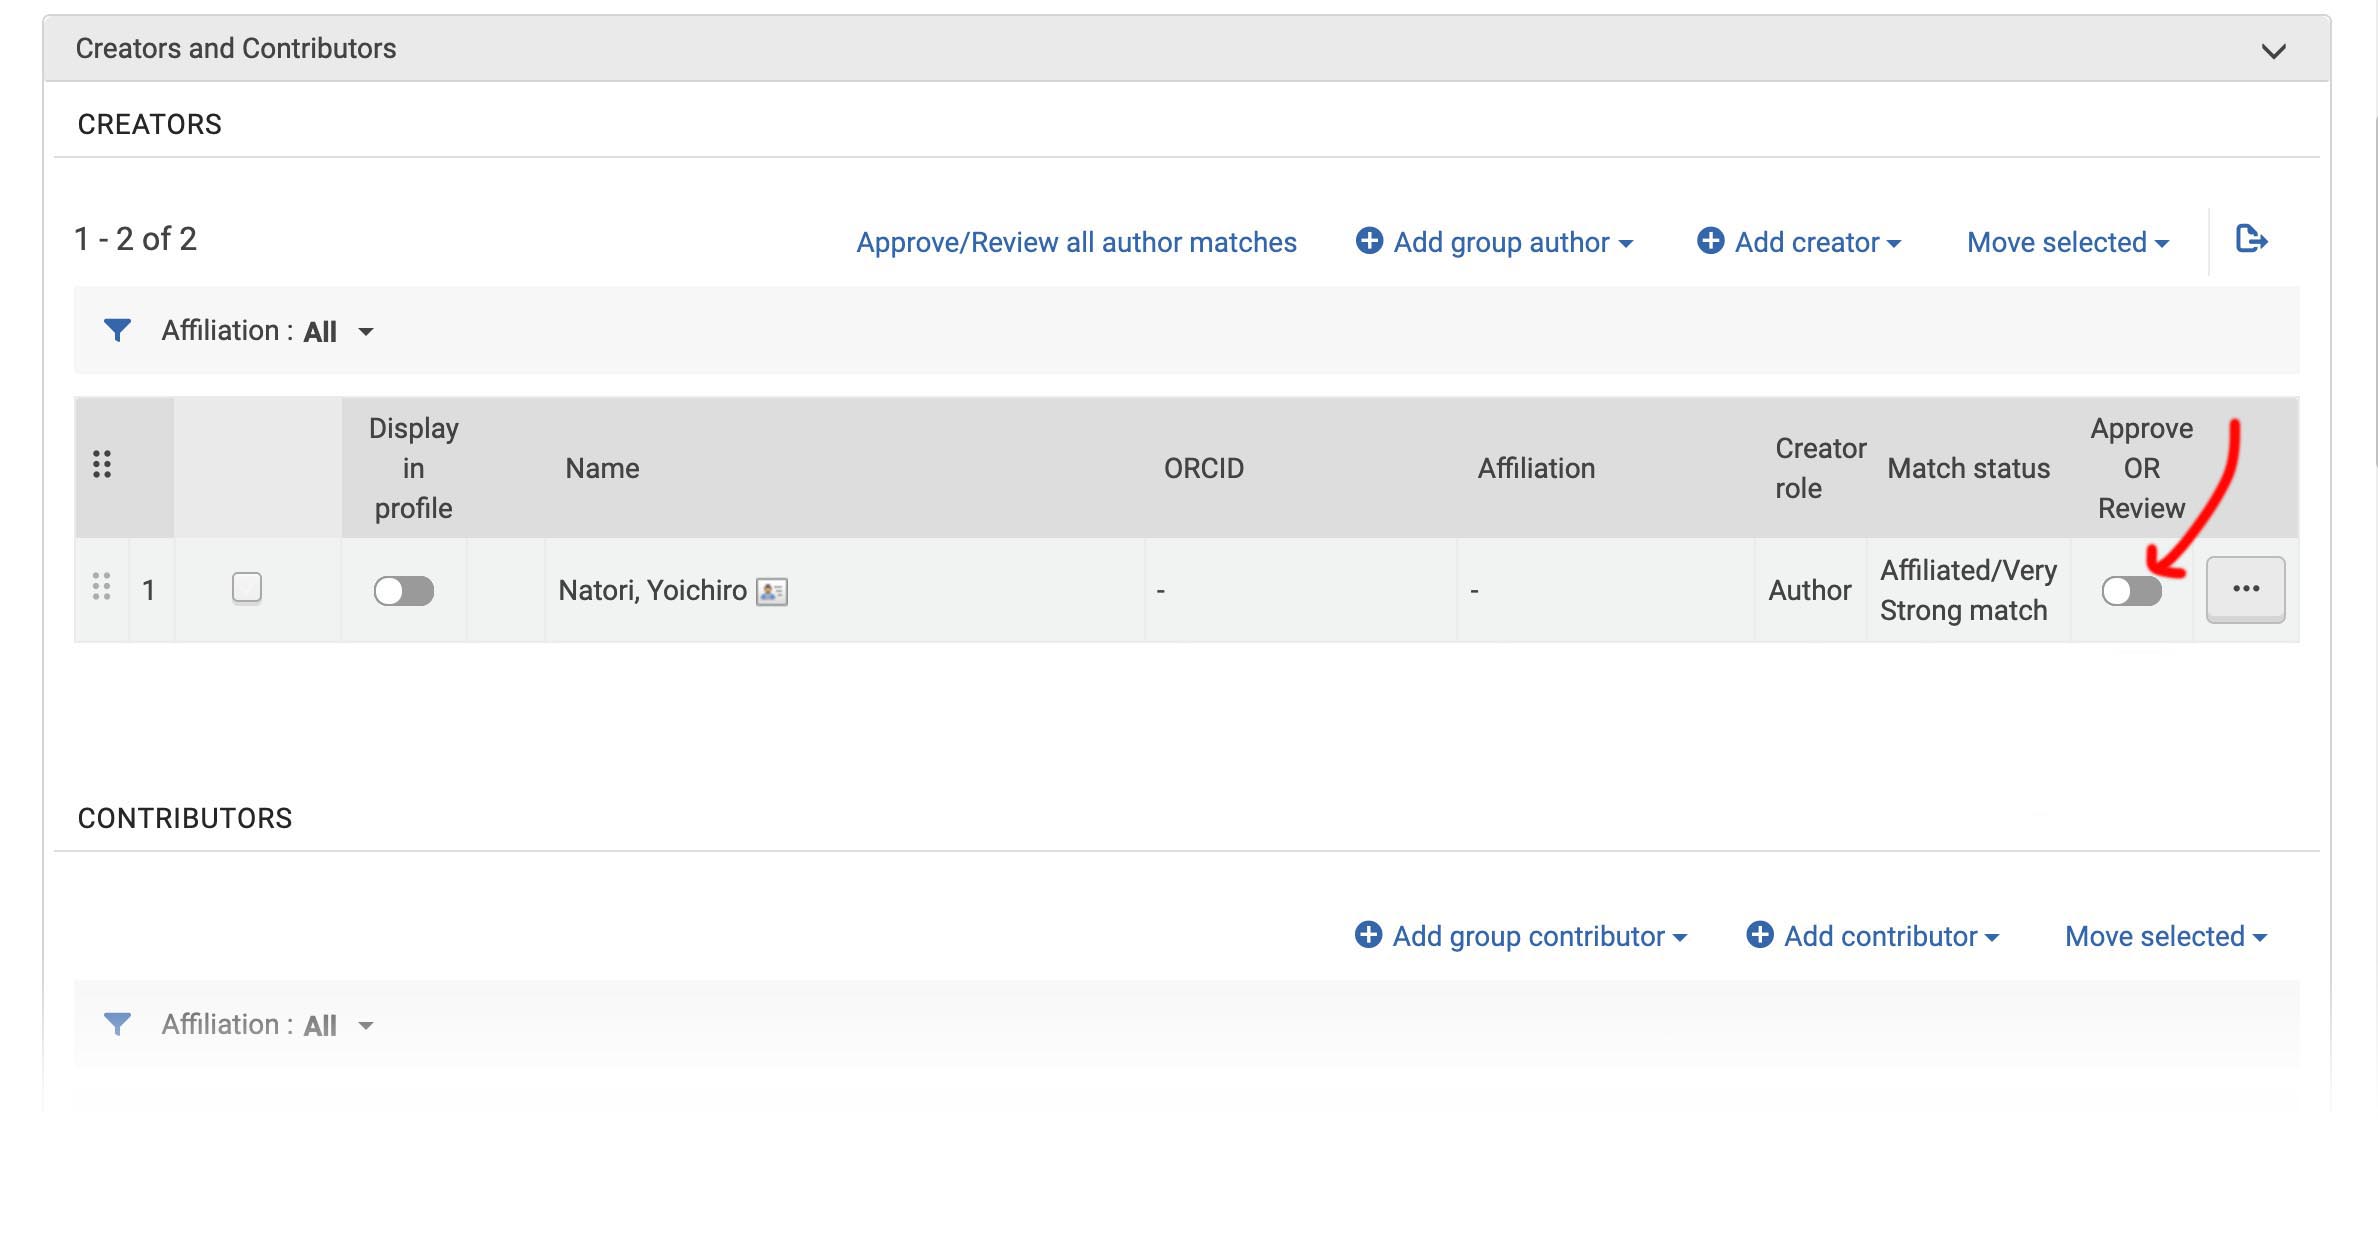 Creators and Contributors
CREATORS
1 - 2 of 2
Approve/Review all author matches
Add group author
Add creator
Move selected
Affiliation : All
Display
in
profile
Name
ORCID
Affiliation
Creator
role
Match status
Approve
OR
Review
1
Natori, Yoichiro
-
-
Author
Affiliated/Very
Strong match
...
CONTRIBUTORS
Add group contributor
Add contributor
Move selected
Affiliation : All